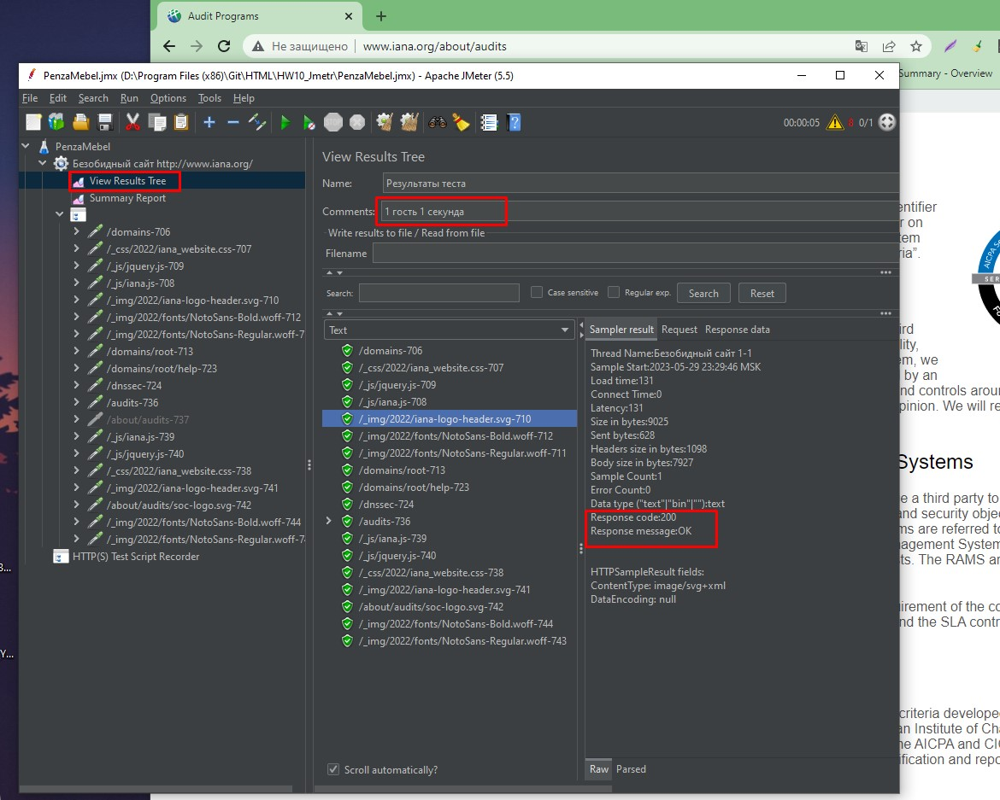 Audit Programs
Не защищено www.iana.org/about/audits
Summary - Overview
PenzaMebel.jmx (D:\Program Files (x86)\Git\HTML\HW10_Jmetr\PenzaMebel.jmx) - Apache JMeter (5.5)
File Edit Search Run Options Tools Help
00:00:05 8 0/1
PenzaMebel
Безобидный сайт http://www.iana.org/
View Results Tree
Summary Report
/domains-706
/_css/2022/iana_website.css-707
/_js/jquery.js-709
/_js/iana.js-708
/_img/2022/iana-logo-header.svg-710
/_img/2022/fonts/NotoSans-Bold.woff-712
/_img/2022/fonts/NotoSans-Regular.woff-7
/domains/root-713
/domains/root/help-723
/dnssec-724
/audits-736
/about/audits-737
/_js/iana.js-739
/_js/jquery.js-740
/_css/2022/iana_website.css-738
/_img/2022/iana-logo-header.svg-741
/about/audits/soc-logo.svg-742
/_img/2022/fonts/NotoSans-Bold.woff-744
/_img/2022/fonts/NotoSans-Regular.woff-74
HTTP(S) Test Script Recorder
View Results Tree
Name: Результаты теста
Comments: 1 гость 1 секунда
Write results to file / Read from file
Filename
Search: Case sensitive Regular exp. Search Reset
Text
/domains-706
/_css/2022/iana_website.css-707
/_js/jquery.js-709
/_js/iana.js-708
/_img/2022/iana-logo-header.svg-710
/_img/2022/fonts/NotoSans-Bold.woff-712
/_img/2022/fonts/NotoSans-Regular.woff-711
/domains/root-713
/domains/root/help-723
/dnssec-724
/audits-736
/_js/iana.js-739
/_js/jquery.js-740
/_css/2022/iana_website.css-738
/_img/2022/iana-logo-header.svg-741
/about/audits/soc-logo.svg-742
/_img/2022/fonts/NotoSans-Bold.woff-744
/_img/2022/fonts/NotoSans-Regular.woff-743
Scroll automatically?
Sampler result Request Response data
Thread Name:Безобидный сайт 1-1
Sample Start:2023-05-29 23:29:46 MSK
Load time:131
Connect Time:0
Latency:131
Size in bytes:9025
Sent bytes:628
Headers size in bytes:1098
Body size in bytes:7927
Sample Count:1
Error Count:0
Data type ("text"|"bin"|""):text
Response code:200
Response message:OK
HTTPSampleResult fields:
ContentType: image/svg+xml
DataEncoding: null
Raw Parsed
entifier
r on
tem
ria”.
AICPA
SER
ird
lity,
m, we
by an
nd controls arou
pinion. We will re
Systems
e a third party to
and security obje
ms are referred to
nagement System
ts. The RAMS ar
uirement of the co
nd the SLA contr
criteria develope
an Institute of Cha
he AICPA and CIC
ification and repo
з...
Y...